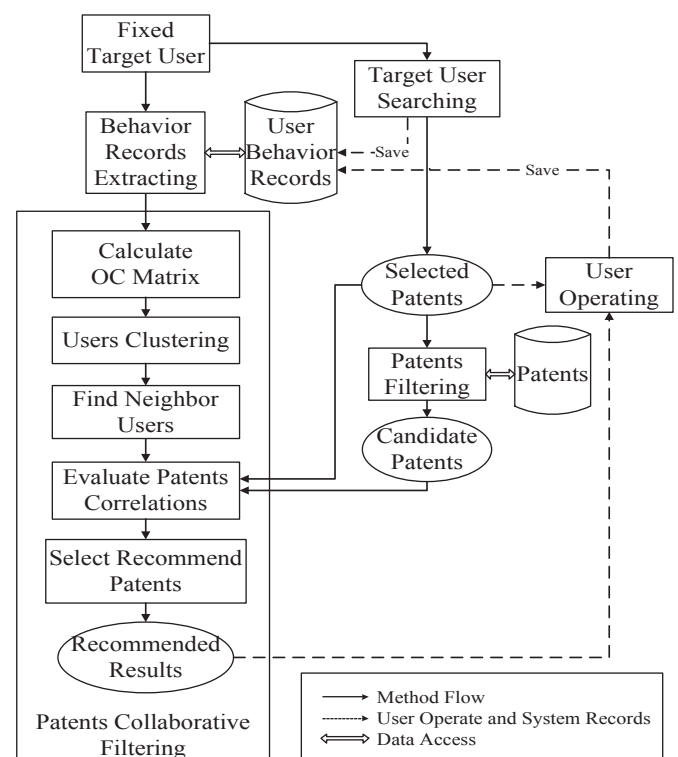 Fixed
Target User
Target User
Searching
Behavior
Records
Extracting
User
Behavior
Records
Save
Save
Calculate
OC Matrix
Selected
Patents
User
Operating
Users Clustering
Patents
Filtering
Patents
Find Neighbor
Users
Candidate
Patents
Evaluate Patents
Correlations
Select Recommend
Patents
Recommended
Results
Patents Collaborative
Filtering
Method Flow
User Operate and System Records
Data Access